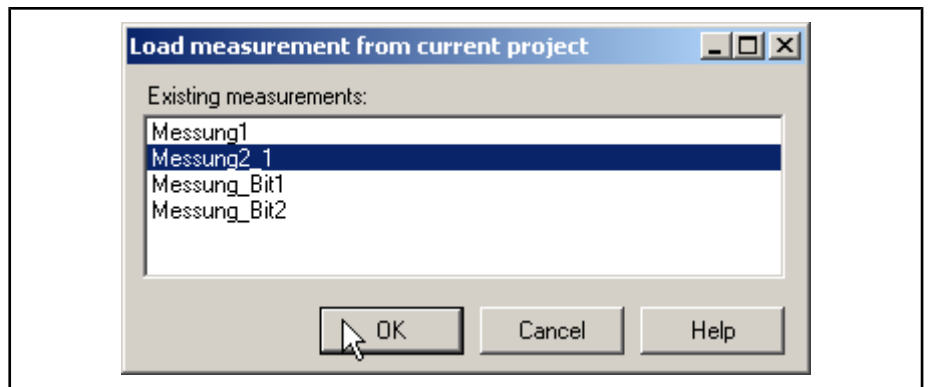 Load measurement from current project
Existing measurements:
Messung1
Messung2_1
Messung_Bit1
Messung_Bit2
OK Cancel Help